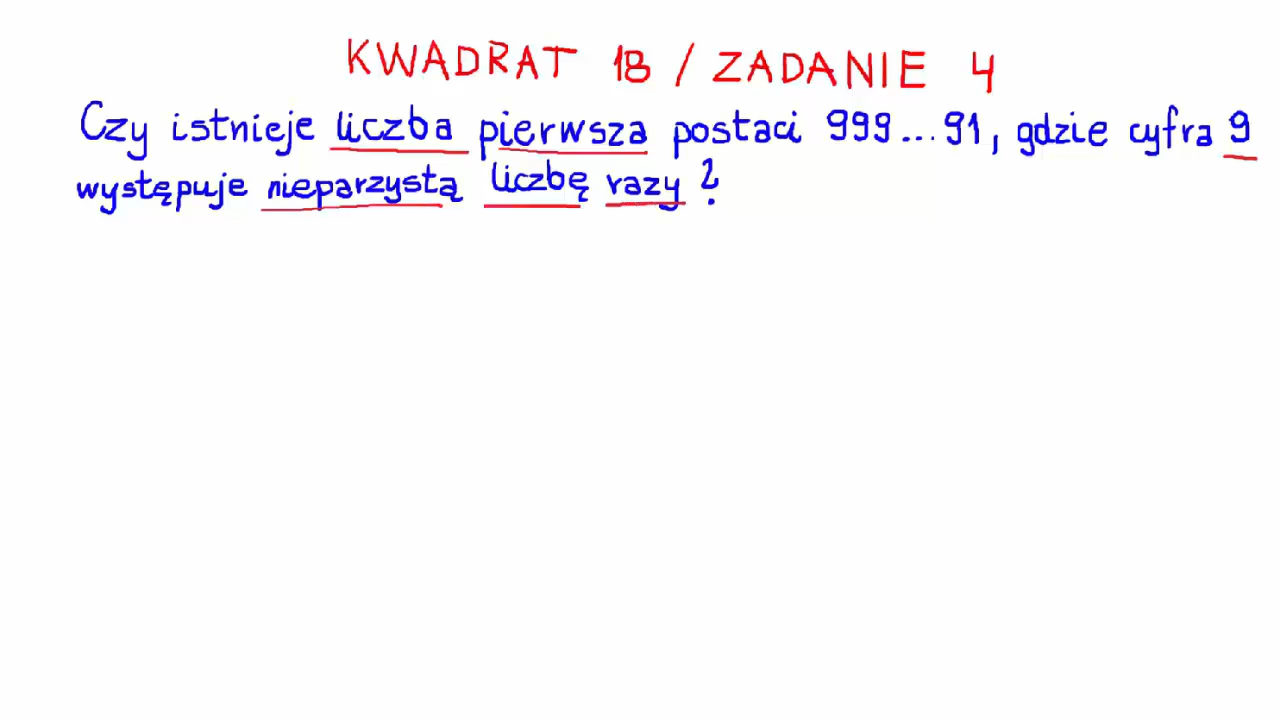 KWADRAT 18 / ZADANIE 4
Czy istnieje liczba pierwsza postaci 999...91, gdzie cyfra 9
występuje nieparzystą liczbę razy?